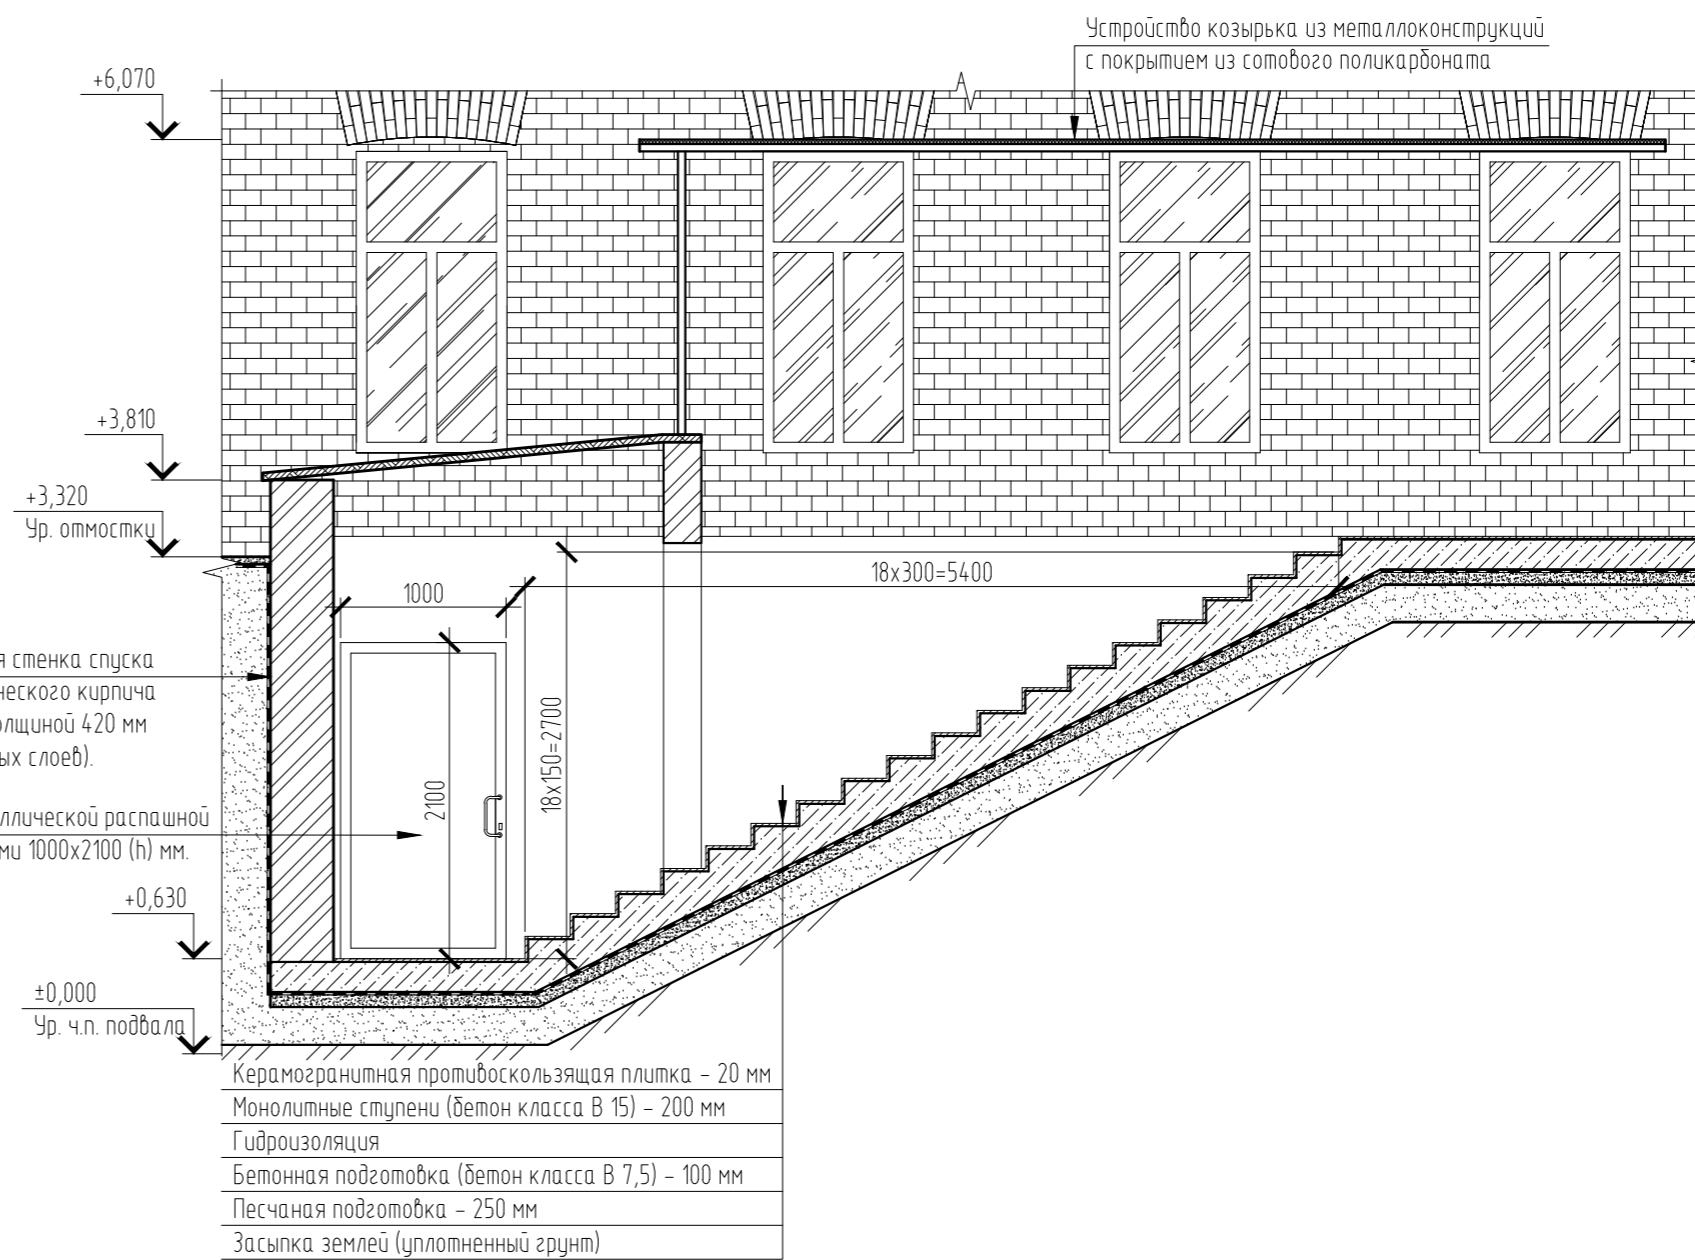 Устройство козырька из металлоконструкций
с покрытием из сотового поликарбоната
+6,070
+3,810
+3,320
Ур. отмостки
18х300=5400
1000
я стенка спуска
ческого кирпича
олщиной 420 мм
ых слоев).
2100
18х150=2700
ллической распашной
ми 1000х2100 (h) мм.
+0,630
±0,000
Ур. ч.п. подвала
Керамогранитная противоскользящая плитка - 20 мм
Монолитные ступени (бетон класса В 15) - 200 мм
Гидроизоляция
Бетонная подготовка (бетон класса В 7,5) - 100 мм
Песчаная подготовка - 250 мм
Засыпка землей (уплотненный грунт)